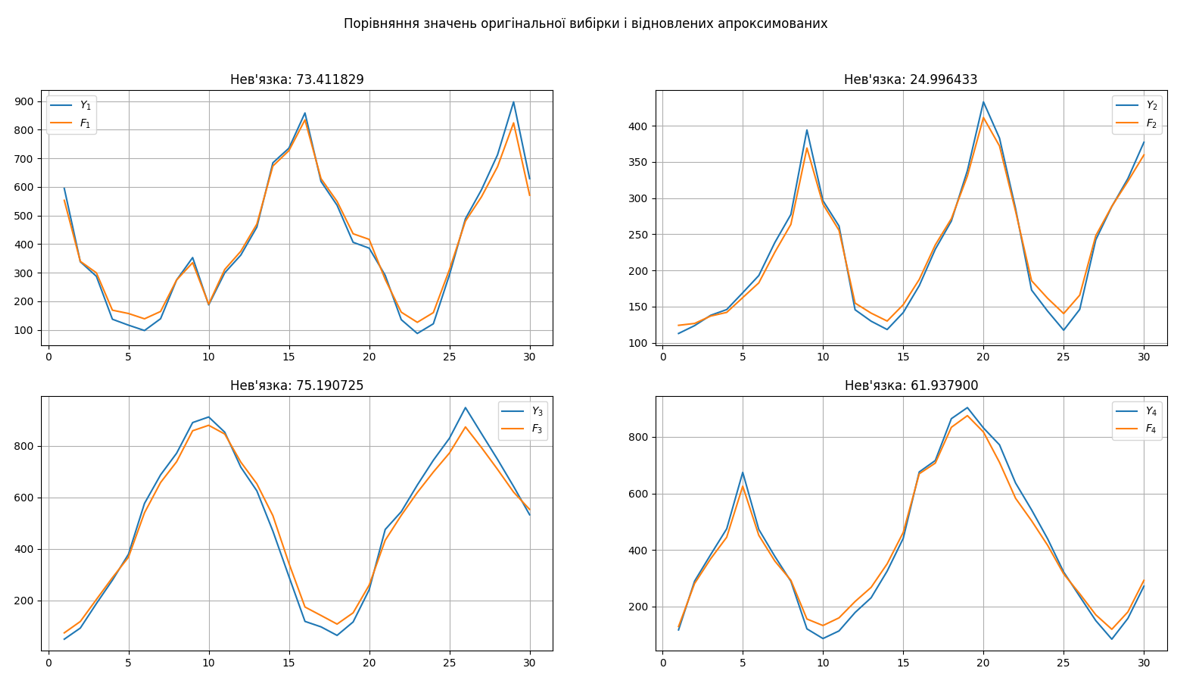 Порівняння значень оригінальної вибірки і відновлених апроксимованих
Нев'язка: 73.411829
Y1
F1
900
800
700
600
500
400
300
200
100
0 5 10 15 20 25 30
Нев'язка: 24.996433
Y2
F2
400
350
300
250
200
150
100
0 5 10 15 20 25 30
Нев'язка: 75.190725
Y3
F3
800
600
400
200
0 5 10 15 20 25 30
Нев'язка: 61.937900
Y4
F4
800
600
400
200
0 5 10 15 20 25 30